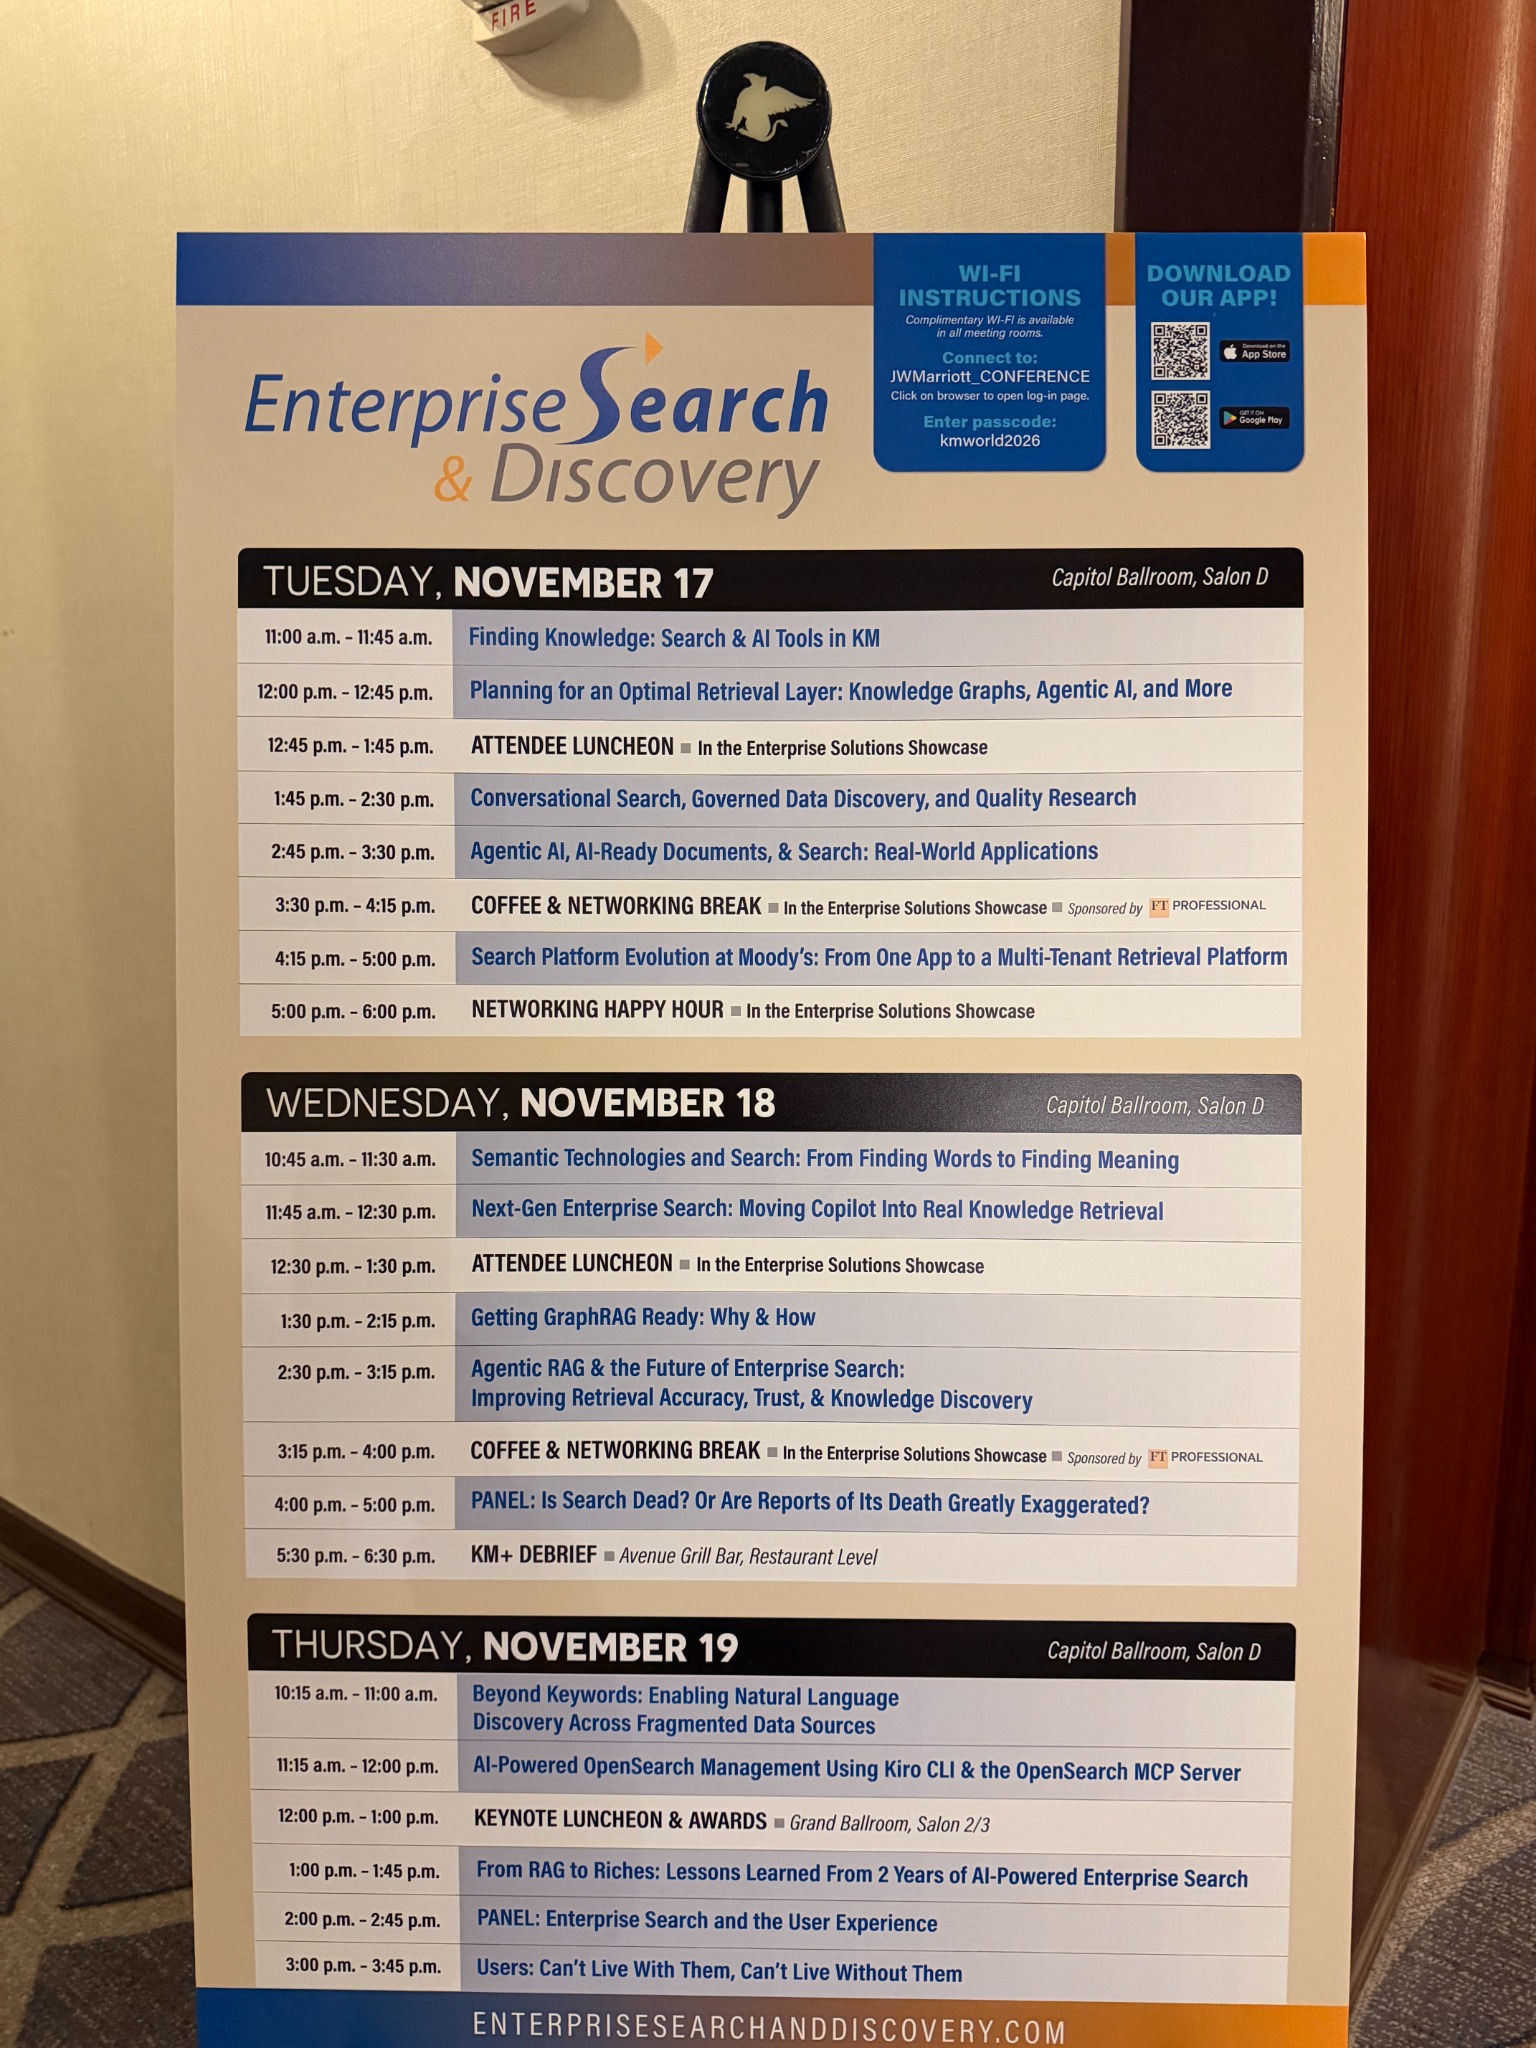 FIRE
WI-FI
INSTRUCTIONS
Complimentary WI-FI is available
in all meeting rooms.
Connect to:
JWMarriott_CONFERENCE
Click on browser to open log-in page.
Enter passcode:
kmworld2026
DOWNLOAD
OUR APP!
Download on the
App Store
GET IT ON
Google Play
Enterprise Search
& Discovery
TUESDAY, NOVEMBER 17 Capitol Ballroom, Salon D
11:00 a.m. – 11:45 a.m. Finding Knowledge: Search & AI Tools in KM
12:00 p.m. – 12:45 p.m. Planning for an Optimal Retrieval Layer: Knowledge Graphs, Agentic AI, and More
12:45 p.m. – 1:45 p.m. ATTENDEE LUNCHEON ■ In the Enterprise Solutions Showcase
1:45 p.m. – 2:30 p.m. Conversational Search, Governed Data Discovery, and Quality Research
2:45 p.m. – 3:30 p.m. Agentic AI, AI-Ready Documents, & Search: Real-World Applications
3:30 p.m. – 4:15 p.m. COFFEE & NETWORKING BREAK ■ In the Enterprise Solutions Showcase ■ Sponsored by FT PROFESSIONAL
4:15 p.m. – 5:00 p.m. Search Platform Evolution at Moody's: From One App to a Multi-Tenant Retrieval Platform
5:00 p.m. – 6:00 p.m. NETWORKING HAPPY HOUR ■ In the Enterprise Solutions Showcase
WEDNESDAY, NOVEMBER 18 Capitol Ballroom, Salon D
10:45 a.m. – 11:30 a.m. Semantic Technologies and Search: From Finding Words to Finding Meaning
11:45 a.m. – 12:30 p.m. Next-Gen Enterprise Search: Moving Copilot Into Real Knowledge Retrieval
12:30 p.m. – 1:30 p.m. ATTENDEE LUNCHEON ■ In the Enterprise Solutions Showcase
1:30 p.m. – 2:15 p.m. Getting GraphRAG Ready: Why & How
2:30 p.m. – 3:15 p.m. Agentic RAG & the Future of Enterprise Search:
Improving Retrieval Accuracy, Trust, & Knowledge Discovery
3:15 p.m. – 4:00 p.m. COFFEE & NETWORKING BREAK ■ In the Enterprise Solutions Showcase ■ Sponsored by FT PROFESSIONAL
4:00 p.m. – 5:00 p.m. PANEL: Is Search Dead? Or Are Reports of Its Death Greatly Exaggerated?
5:30 p.m. – 6:30 p.m. KM+ DEBRIEF ■ Avenue Grill Bar, Restaurant Level
THURSDAY, NOVEMBER 19 Capitol Ballroom, Salon D
10:15 a.m. – 11:00 a.m. Beyond Keywords: Enabling Natural Language
Discovery Across Fragmented Data Sources
11:15 a.m. – 12:00 p.m. AI-Powered OpenSearch Management Using Kiro CLI & the OpenSearch MCP Server
12:00 p.m. – 1:00 p.m. KEYNOTE LUNCHEON & AWARDS ■ Grand Ballroom, Salon 2/3
1:00 p.m. – 1:45 p.m. From RAG to Riches: Lessons Learned From 2 Years of AI-Powered Enterprise Search
2:00 p.m. – 2:45 p.m. PANEL: Enterprise Search and the User Experience
3:00 p.m. – 3:45 p.m. Users: Can't Live With Them, Can't Live Without Them
ENTERPRISESEARCHANDDISCOVERY.COM